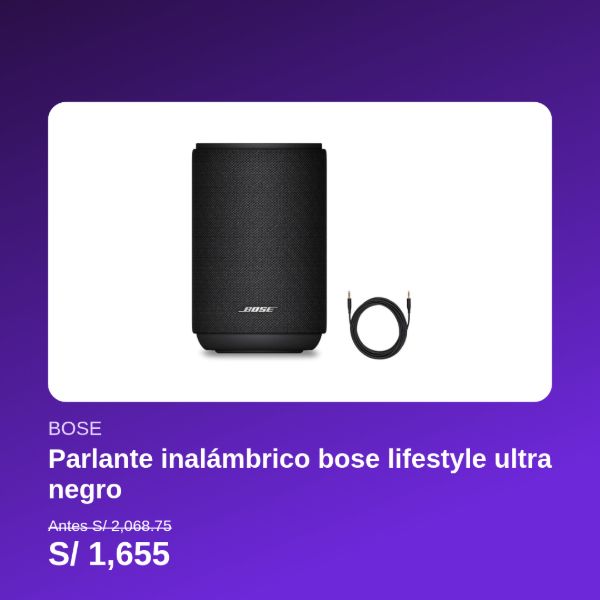 BOSE
BOSE
Parlante inalámbrico bose lifestyle ultra
negro
Antes S/ 2,068.75
S/ 1,655